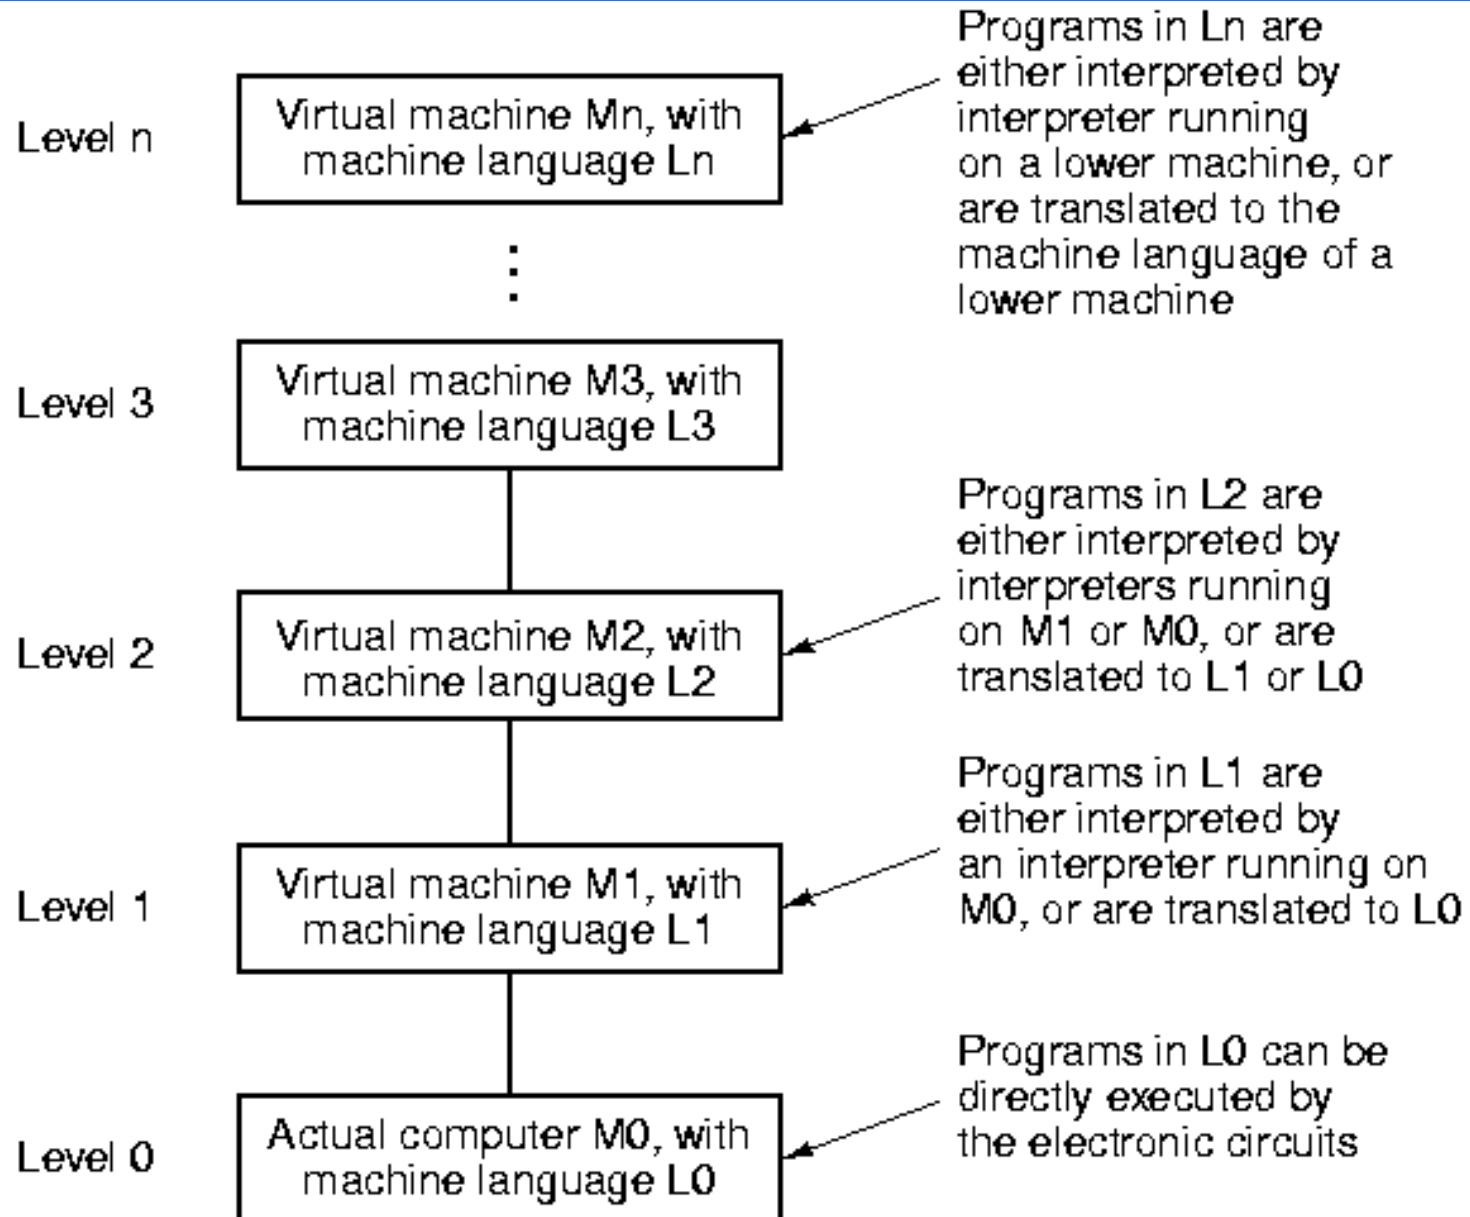 Programs in Ln are
either interpreted by
interpreter running
on a lower machine, or
are translated to the
machine language of a
lower machine
Level n
Virtual machine Mn, with
machine language Ln
Level 3
Virtual machine M3, with
machine language L3
Programs in L2 are
either interpreted by
interpreters running
on M1 or M0, or are
translated to L1 or L0
Level 2
Virtual machine M2, with
machine language L2
Programs in L1 are
either interpreted by
an interpreter running on
M0, or are translated to L0
Level 1
Virtual machine M1, with
machine language L1
Programs in L0 can be
directly executed by
the electronic circuits
Level 0
Actual computer M0, with
machine language L0